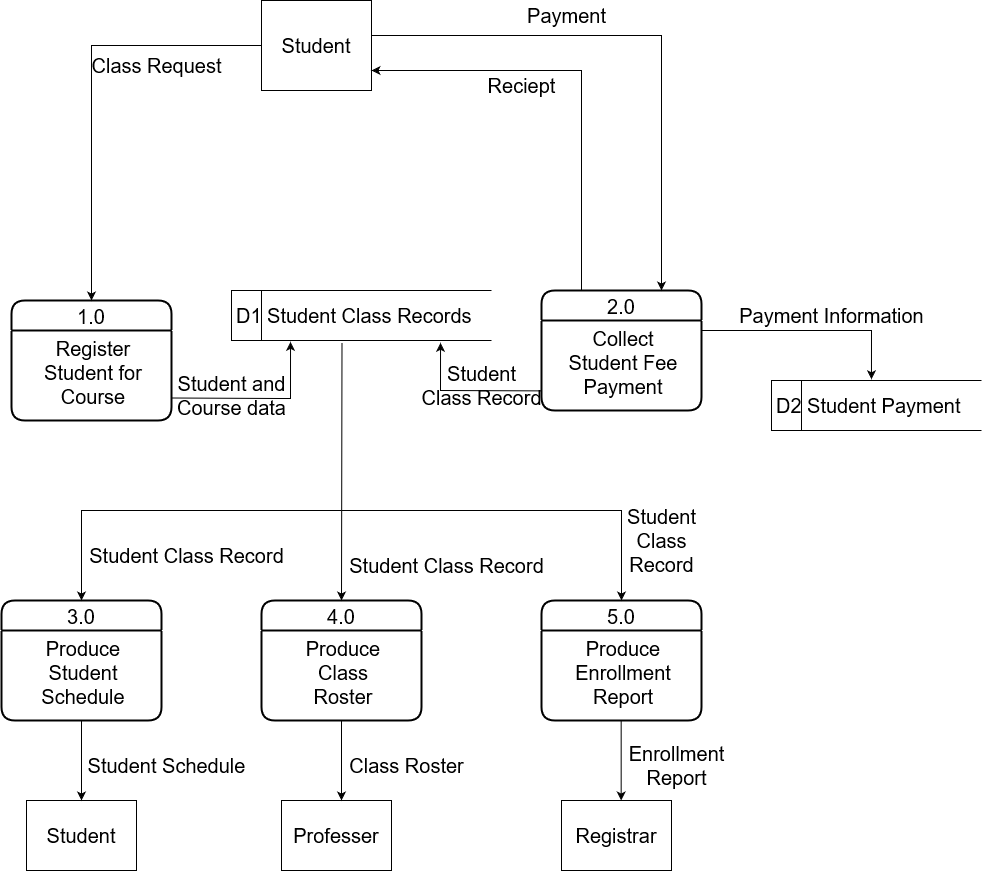 Payment
Student
Class Request
Reciept
1.0
Register
Student for
Course
D1 Student Class Records
2.0
Collect
Student Fee
Payment
Payment Information
Student and
Course data
Student
Class Record
D2 Student Payment
Student Class Record
Student Class Record
Student
Class
Record
3.0
Produce
Student
Schedule
4.0
Produce
Class
Roster
5.0
Produce
Enrollment
Report
Student Schedule
Class Roster
Enrollment
Report
Student
Professer
Registrar